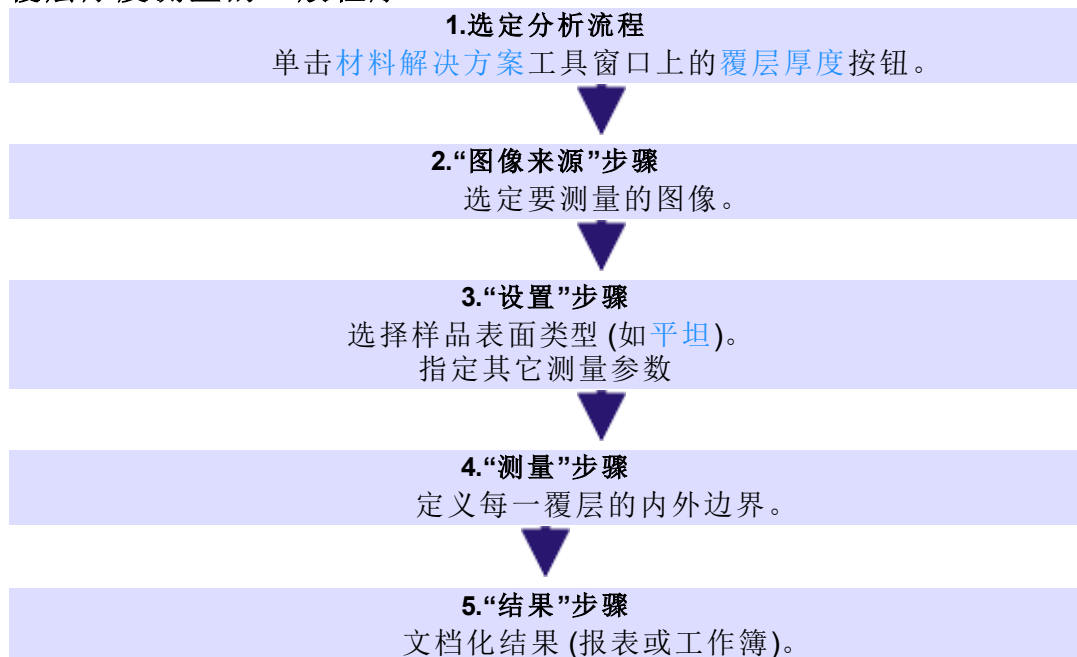 1.选定分析流程
单击材料解决方案工具窗口上的覆层厚度按钮。
2.“图像来源”步骤
选定要测量的图像。
3.“设置”步骤
选择样品表面类型 (如平坦)。
指定其它测量参数
4.“测量”步骤
定义每一覆层的内外边界。
5.“结果”步骤
文档化结果 (报表或工作簿)。